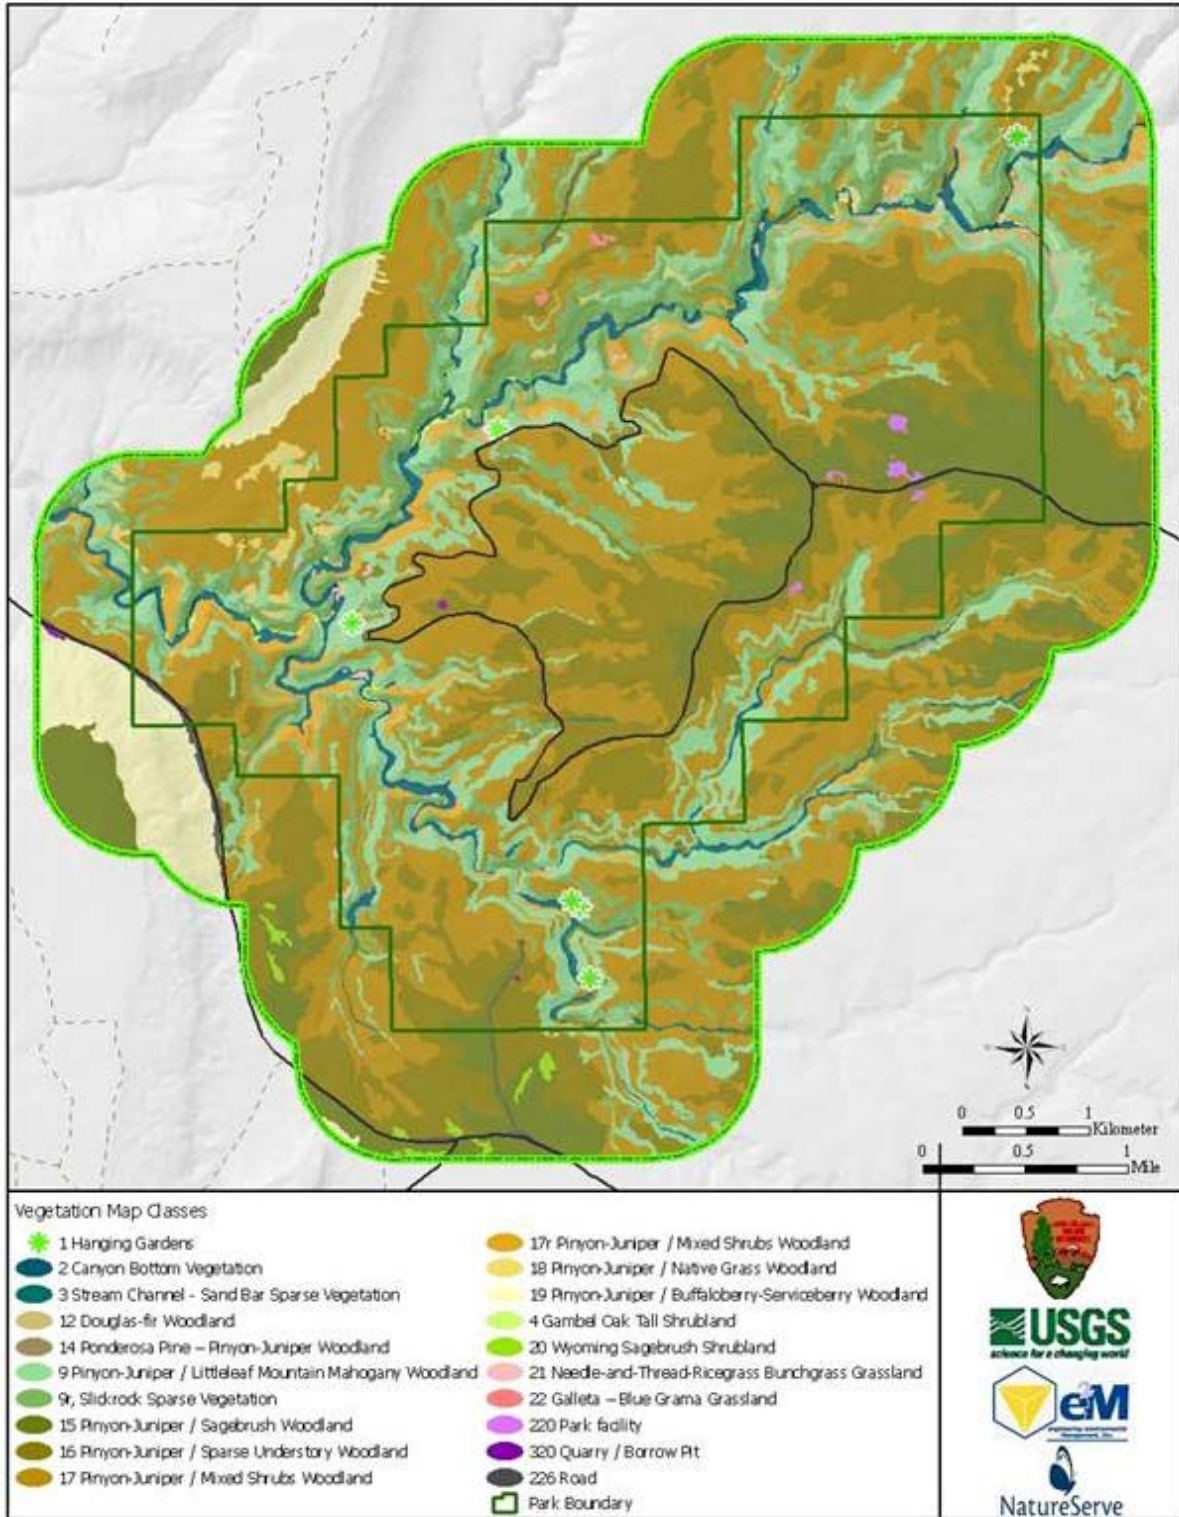 0 0.5 1
Kilometer
0 0.5 1
Mile
Vegetation Map Classes
1 Hanging Gardens
2 Canyon Bottom Vegetation
3 Stream Channel - Sand Bar Sparse Vegetation
12 Douglas-fir Woodland
14 Ponderosa Pine – Pinyon-Juniper Woodland
9 Pinyon-Juniper / Littleleaf Mountain Mahogany Woodland
9r, Slickrock Sparse Vegetation
15 Pinyon-Juniper / Sagebrush Woodland
16 Pinyon-Juniper / Sparse Understory Woodland
17 Pinyon-Juniper / Mixed Shrubs Woodland
17r Pinyon-Juniper / Mixed Shrubs Woodland
18 Pinyon-Juniper / Native Grass Woodland
19 Pinyon-Juniper / Buffaloberry-Serviceberry Woodland
4 Gambel Oak Tall Shrubland
20 Wyoming Sagebrush Shrubland
21 Needle-and-Thread-Ricegrass Bunchgrass Grassland
22 Galleta – Blue Grama Grassland
220 Park facility
320 Quarry / Borrow Pit
226 Road
Park Boundary
USGS
science for a changing world
e²M
NatureServe